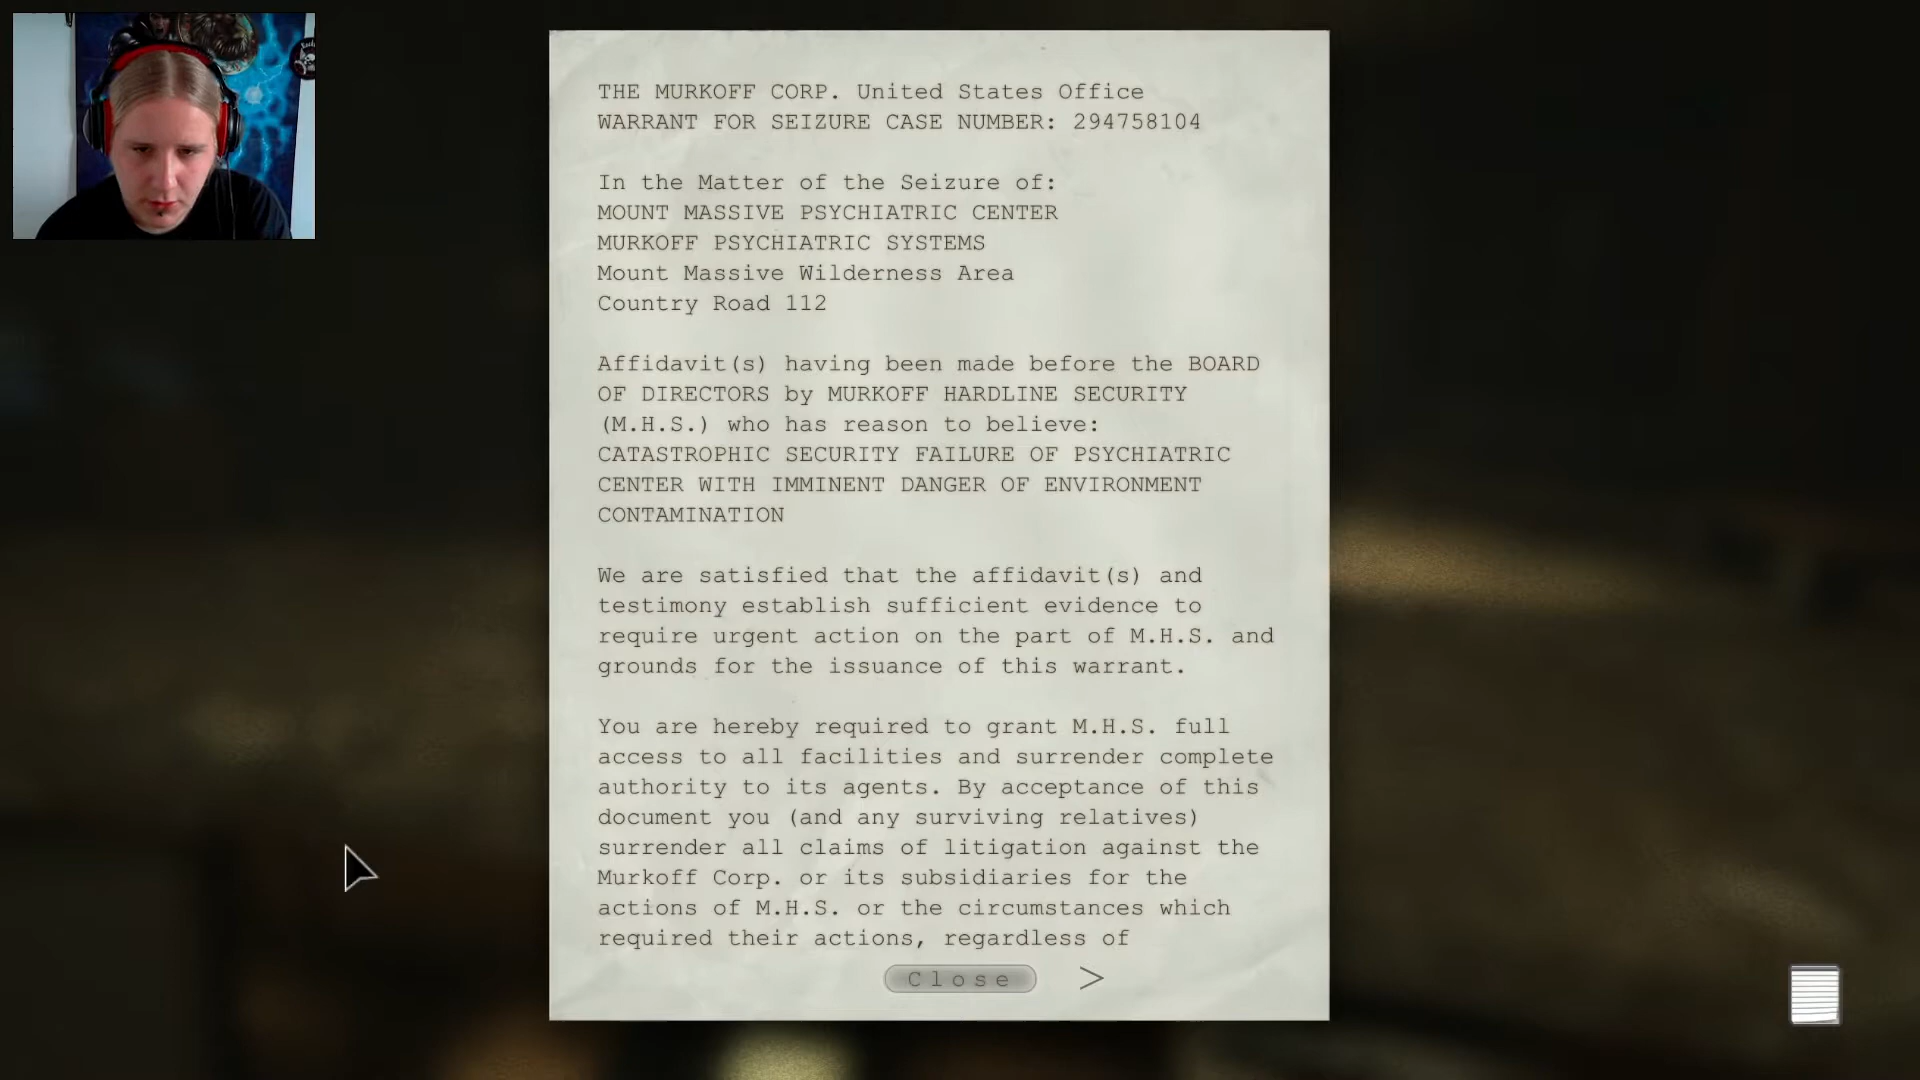 THE MURKOFF CORP. United States Office
WARRANT FOR SEIZURE CASE NUMBER: 294758104
In the Matter of the Seizure of:
MOUNT MASSIVE PSYCHIATRIC CENTER
MURKOFF PSYCHIATRIC SYSTEMS
Mount Massive Wilderness Area
Country Road 112
Affidavit(s) having been made before the BOARD
OF DIRECTORS by MURKOFF HARDLINE SECURITY
(M.H.S.) who has reason to believe:
CATASTROPHIC SECURITY FAILURE OF PSYCHIATRIC
CENTER WITH IMMINENT DANGER OF ENVIRONMENT
CONTAMINATION
We are satisfied that the affidavit(s) and
testimony establish sufficient evidence to
require urgent action on the part of M.H.S. and
grounds for the issuance of this warrant.
You are hereby required to grant M.H.S. full
access to all facilities and surrender complete
authority to its agents. By acceptance of this
document you (and any surviving relatives)
surrender all claims of litigation against the
Murkoff Corp. or its subsidiaries for the
actions of M.H.S. or the circumstances which
required their actions, regardless of
Close >